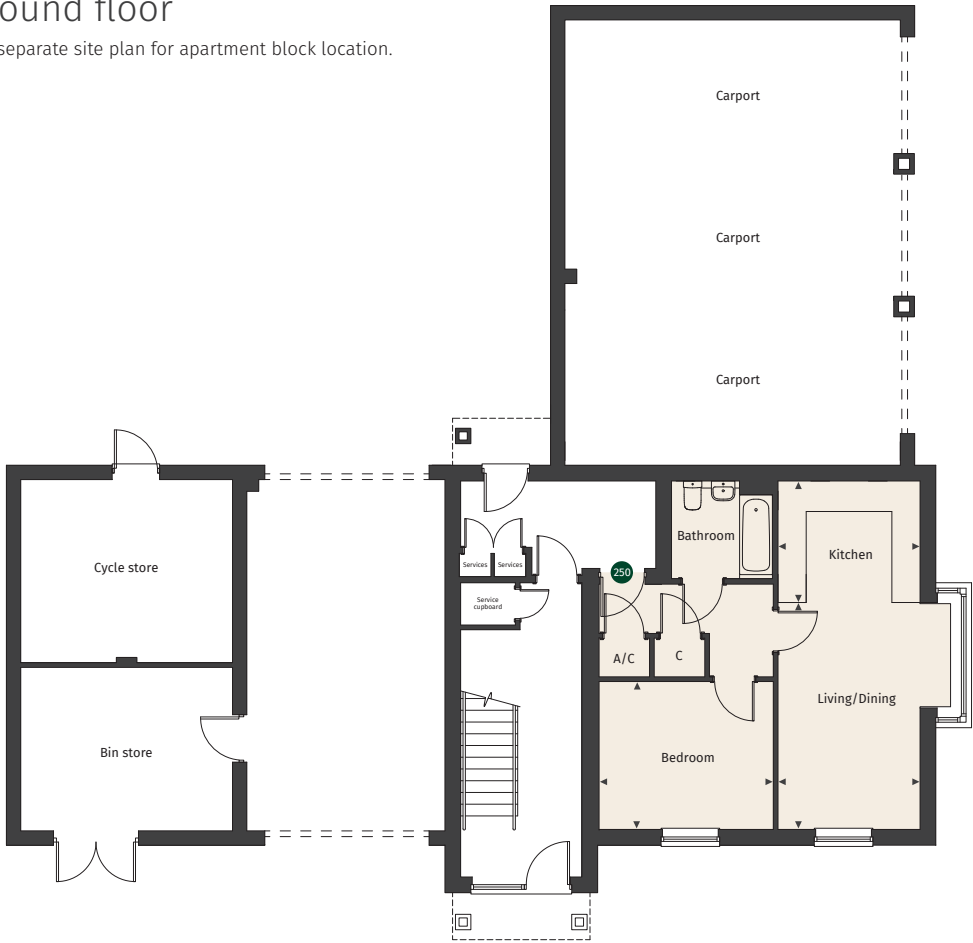 ound floor
separate site plan for apartment block location.
Carport
Carport
Carport
Cycle store
Bin store
Services
Services
Service
cupboard
250
A/C
C
Bathroom
Kitchen
Bedroom
Living/Dining